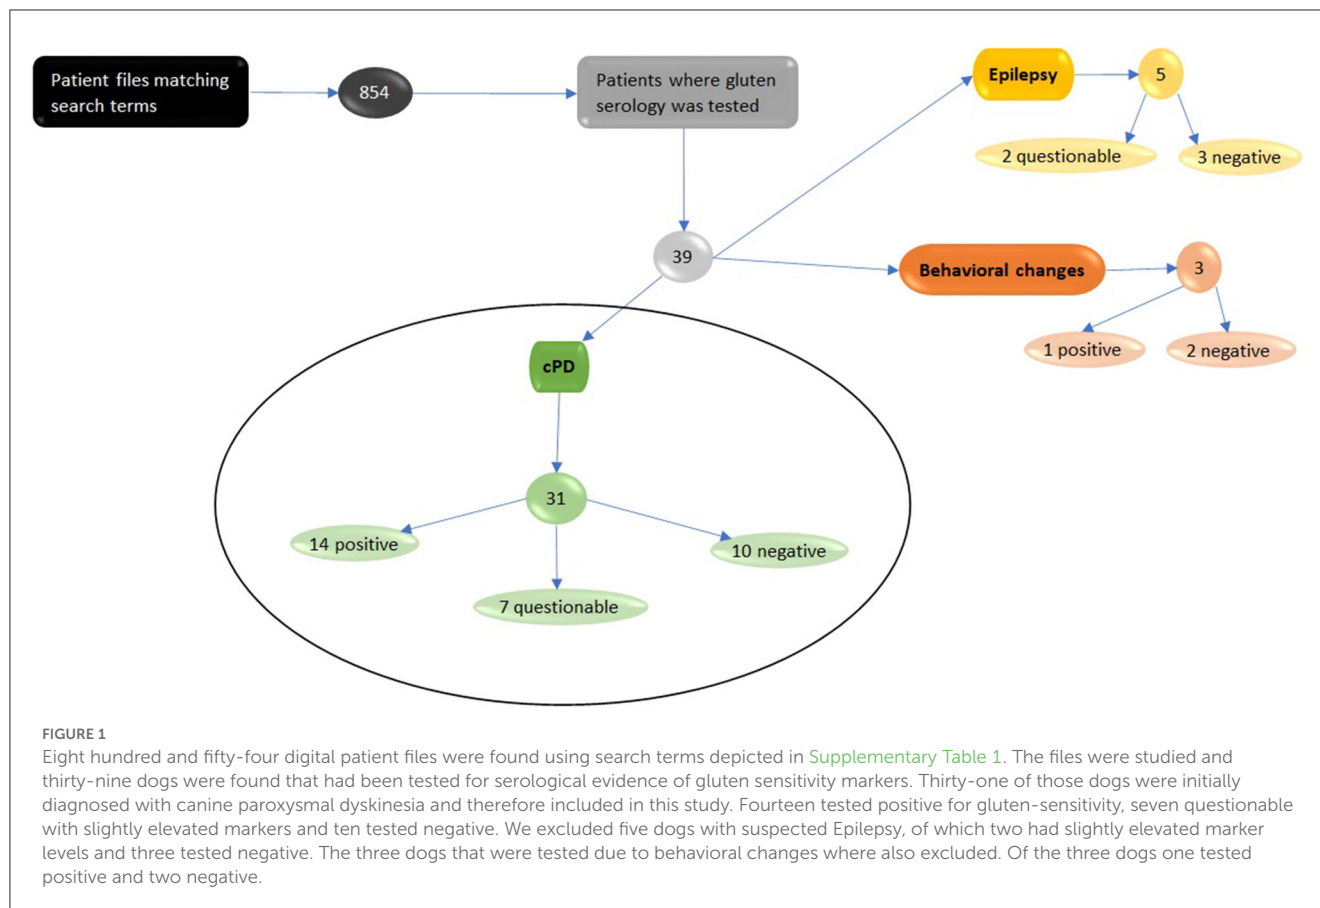 Patient files matching
search terms
854
Patients where gluten
serology was tested
Epilepsy
5
2 questionable
3 negative
39
Behavioral changes
3
1 positive
2 negative
cPD
31
14 positive
10 negative
7 questionable
FIGURE 1
Eight hundred and fifty-four digital patient files were found using search terms depicted in Supplementary Table 1. The files were studied and
thirty-nine dogs were found that had been tested for serological evidence of gluten sensitivity markers. Thirty-one of those dogs were initially
diagnosed with canine paroxysmal dyskinesia and therefore included in this study. Fourteen tested positive for gluten-sensitivity, seven questionable
with slightly elevated markers and ten tested negative. We excluded five dogs with suspected Epilepsy, of which two had slightly elevated marker
levels and three tested negative. The three dogs that were tested due to behavioral changes where also excluded. Of the three dogs one tested
positive and two negative.